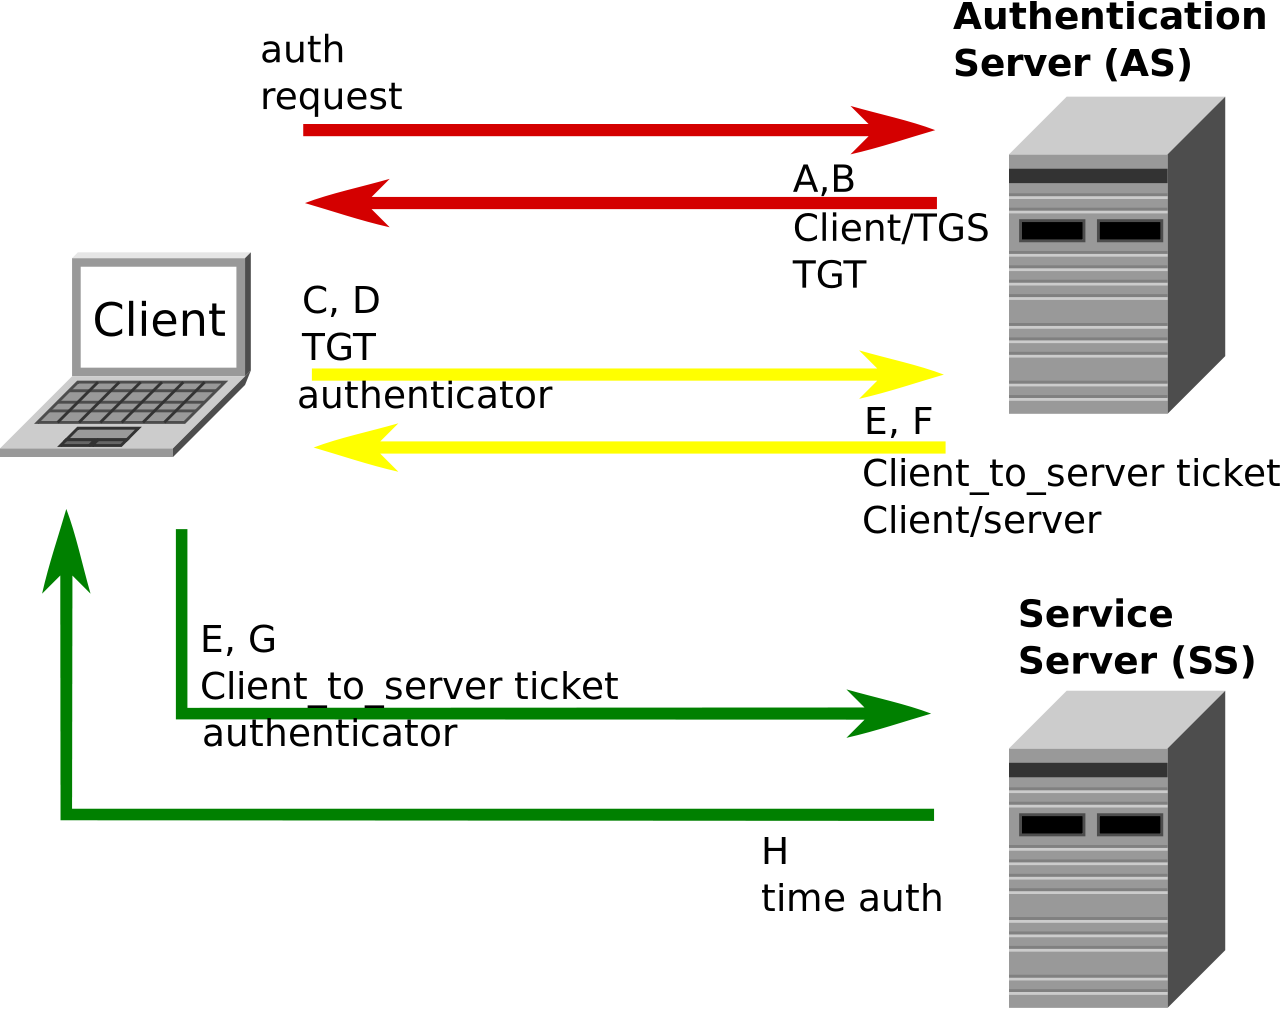 Authentication
Server (AS)
auth
request
A,B
Client/TGS
TGT
Client
C, D
TGT
authenticator
E, F
Client_to_server ticket
Client/server
Service
Server (SS)
E, G
Client_to_server ticket
authenticator
H
time auth